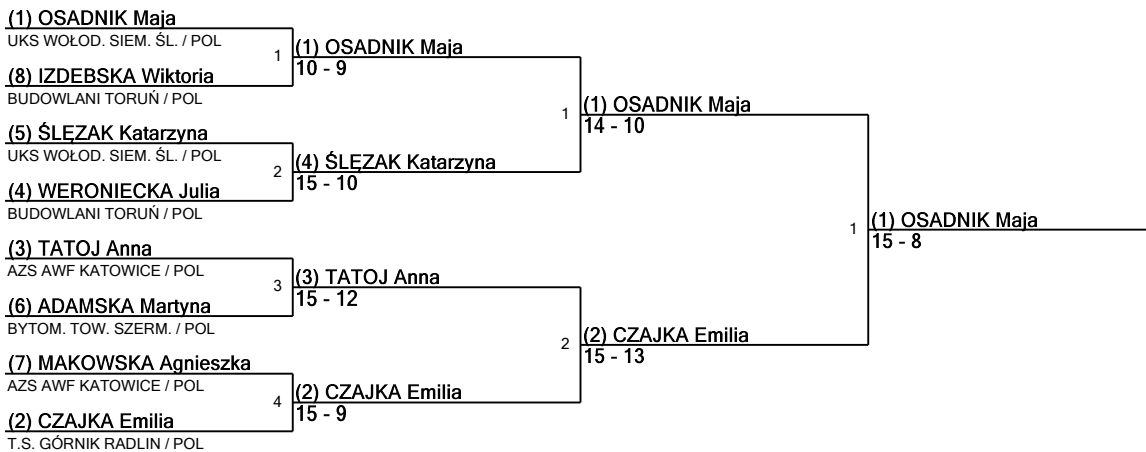 (1) OSADNIK Maja
UKS WOŁOD. SIEM. ŚL. / POL
1
(1) OSADNIK Maja
10 - 9
(8) IZDEBSKA Wiktoria
BUDOWLANI TORUŃ / POL
1
(1) OSADNIK Maja
14 - 10
(5) ŚLĘZAK Katarzyna
UKS WOŁOD. SIEM. ŚL. / POL
2
(4) ŚLĘZAK Katarzyna
15 - 10
(4) WERONIECKA Julia
BUDOWLANI TORUŃ / POL
1
(1) OSADNIK Maja
15 - 8
(3) TATOJ Anna
AZS AWF KATOWICE / POL
3
(3) TATOJ Anna
15 - 12
(6) ADAMSKA Martyna
BYTOM. TOW. SZERM. / POL
2
(2) CZAJKA Emilia
15 - 13
(7) MAKOWSKA Agnieszka
AZS AWF KATOWICE / POL
4
(2) CZAJKA Emilia
15 - 9
(2) CZAJKA Emilia
T.S. GÓRNIK RADLIN / POL